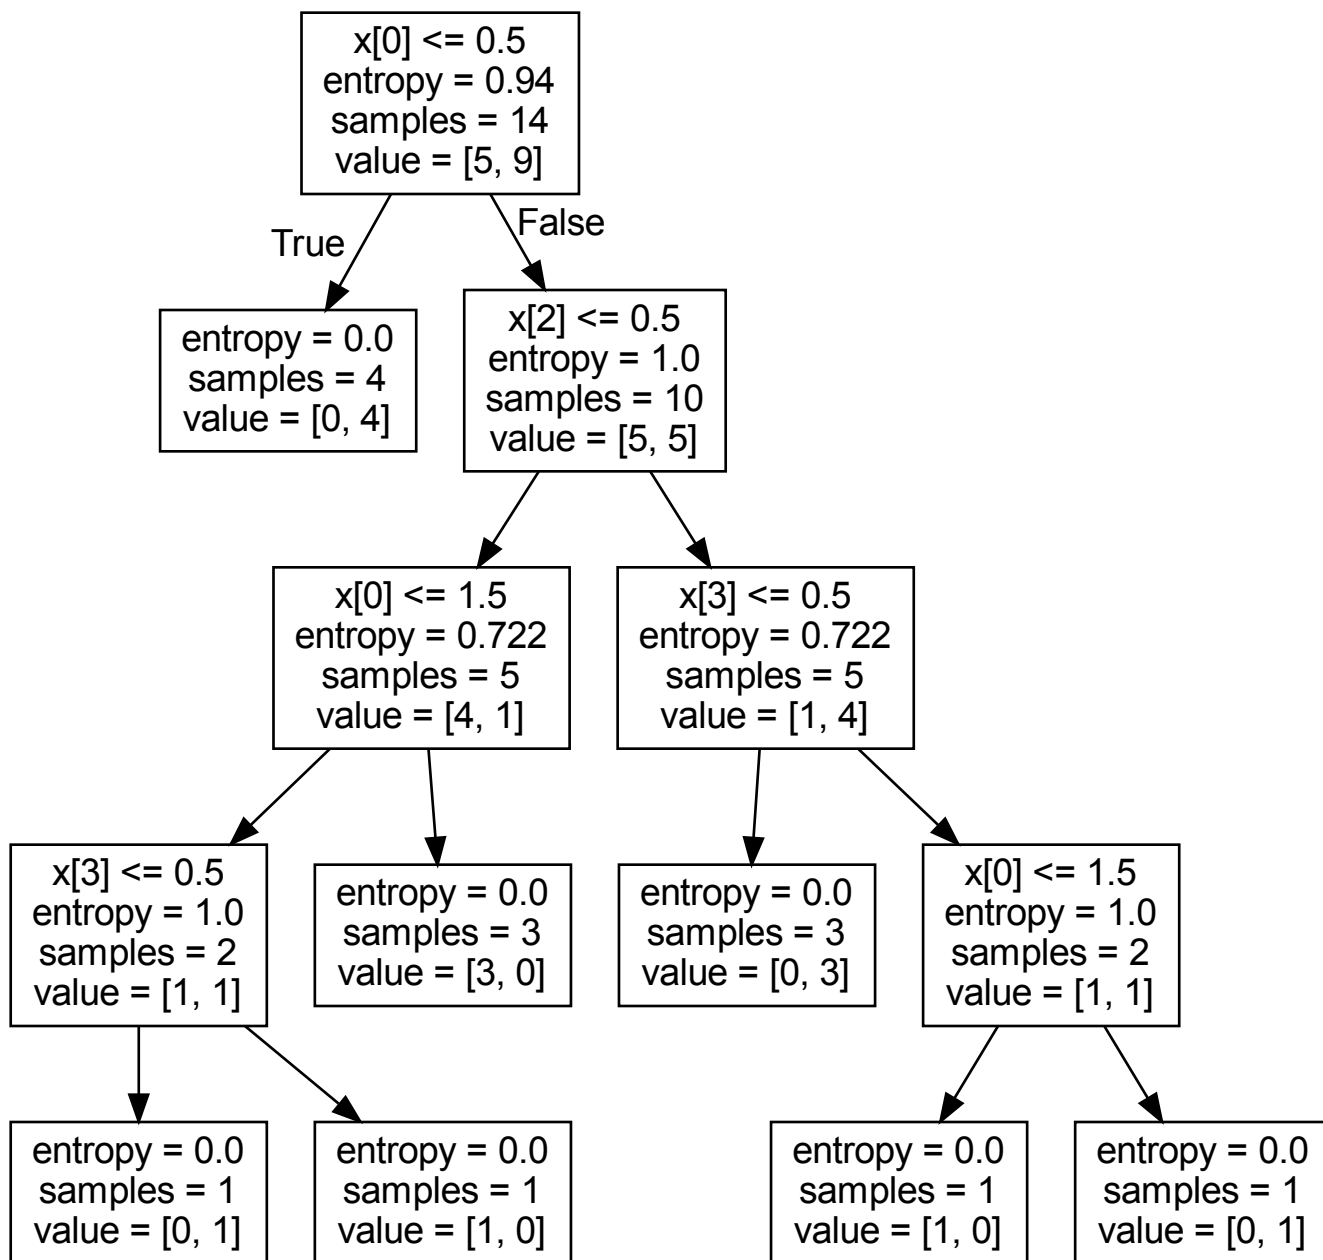 x[0] <= 0.5
entropy = 0.94
samples = 14
value = [5, 9]
True
False
entropy = 0.0
samples = 4
value = [0, 4]
x[2] <= 0.5
entropy = 1.0
samples = 10
value = [5, 5]
x[0] <= 1.5
entropy = 0.722
samples = 5
value = [4, 1]
x[3] <= 0.5
entropy = 0.722
samples = 5
value = [1, 4]
x[3] <= 0.5
entropy = 1.0
samples = 2
value = [1, 1]
entropy = 0.0
samples = 3
value = [3, 0]
entropy = 0.0
samples = 3
value = [0, 3]
x[0] <= 1.5
entropy = 1.0
samples = 2
value = [1, 1]
entropy = 0.0
samples = 1
value = [0, 1]
entropy = 0.0
samples = 1
value = [1, 0]
entropy = 0.0
samples = 1
value = [1, 0]
entropy = 0.0
samples = 1
value = [0, 1]